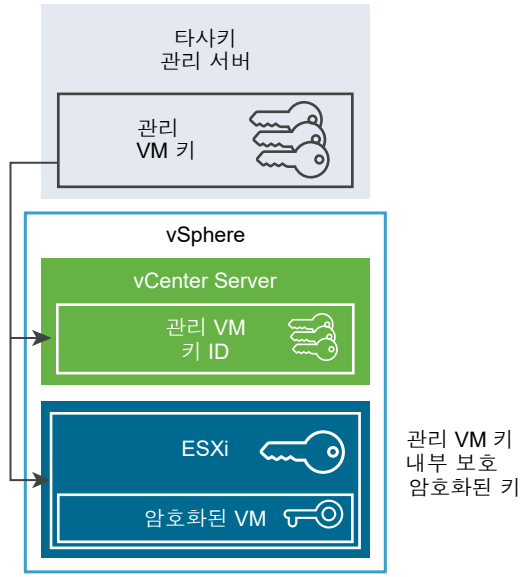 타사키
관리 서버
관리
VM 키
vSphere
vCenter Server
관리 VM
키 ID
ESXi
암호화된 VM
관리 VM 키
내부 보호
암호화된 키